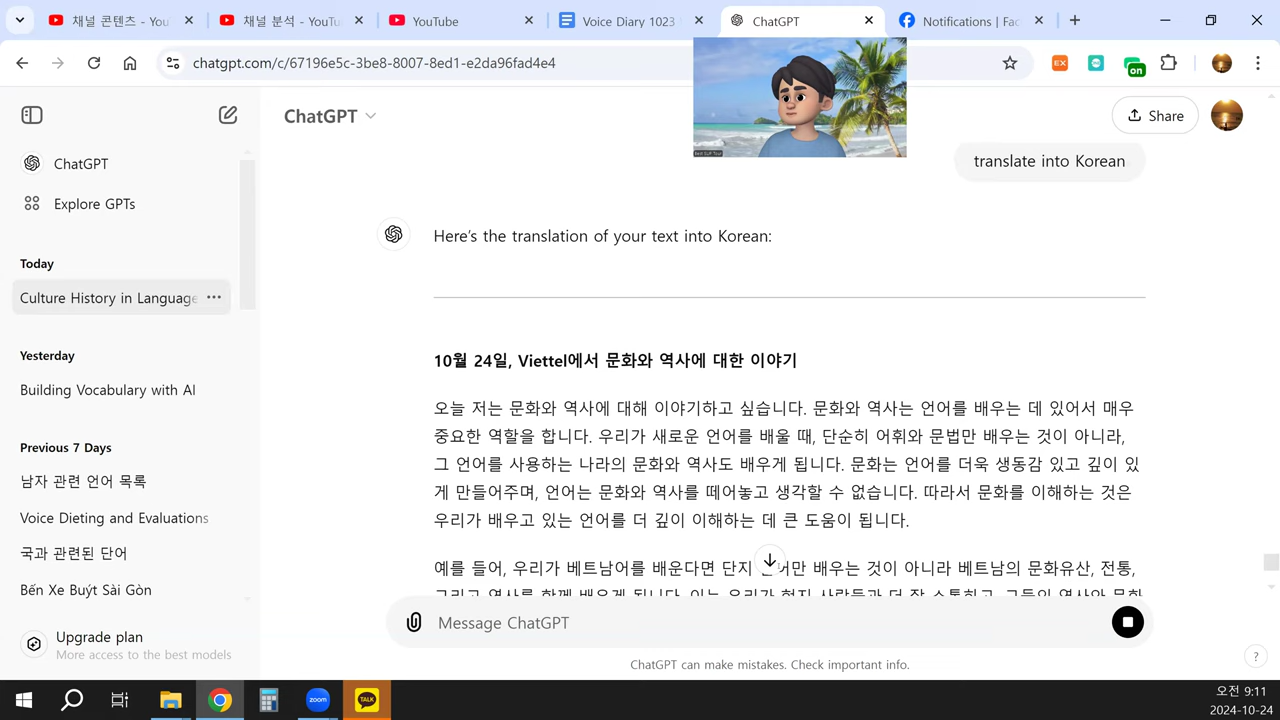 채널 콘텐츠 - You
채널 분석 - YouTu
YouTube
Voice Diary 1023
ChatGPT
Notifications | Fac
chatgpt.com/c/67196e5c-3be8-8007-8ed1-e2da96fad4e4
EX
on
ChatGPT
Share
translate into Korean
ChatGPT
Explore GPTs
Today
Culture History in Language
Yesterday
Building Vocabulary with AI
Previous 7 Days
남자 관련 언어 목록
Voice Dieting and Evaluations
국과 관련된 단어
Bến Xe Buýt Sài Gòn
Upgrade plan
More access to the best models
Here's the translation of your text into Korean:
10월 24일, Viettel에서 문화와 역사에 대한 이야기
오늘 저는 문화와 역사에 대해 이야기하고 싶습니다. 문화와 역사는 언어를 배우는 데 있어서 매우
중요한 역할을 합니다. 우리가 새로운 언어를 배울 때, 단순히 어휘와 문법만 배우는 것이 아니라,
그 언어를 사용하는 나라의 문화와 역사도 배우게 됩니다. 문화는 언어를 더욱 생동감 있고 깊이 있
게 만들어주며, 언어는 문화와 역사를 떼어놓고 생각할 수 없습니다. 따라서 문화를 이해하는 것은
우리가 배우고 있는 언어를 더 깊이 이해하는 데 큰 도움이 됩니다.
예를 들어, 우리가 베트남어를 배운다면 단지 배우는 것이 아니라 베트남의 문화유산, 전통,
Message ChatGPT
ChatGPT can make mistakes. Check important info.
?
zoom
TALK
오전 9:11
2024-10-24